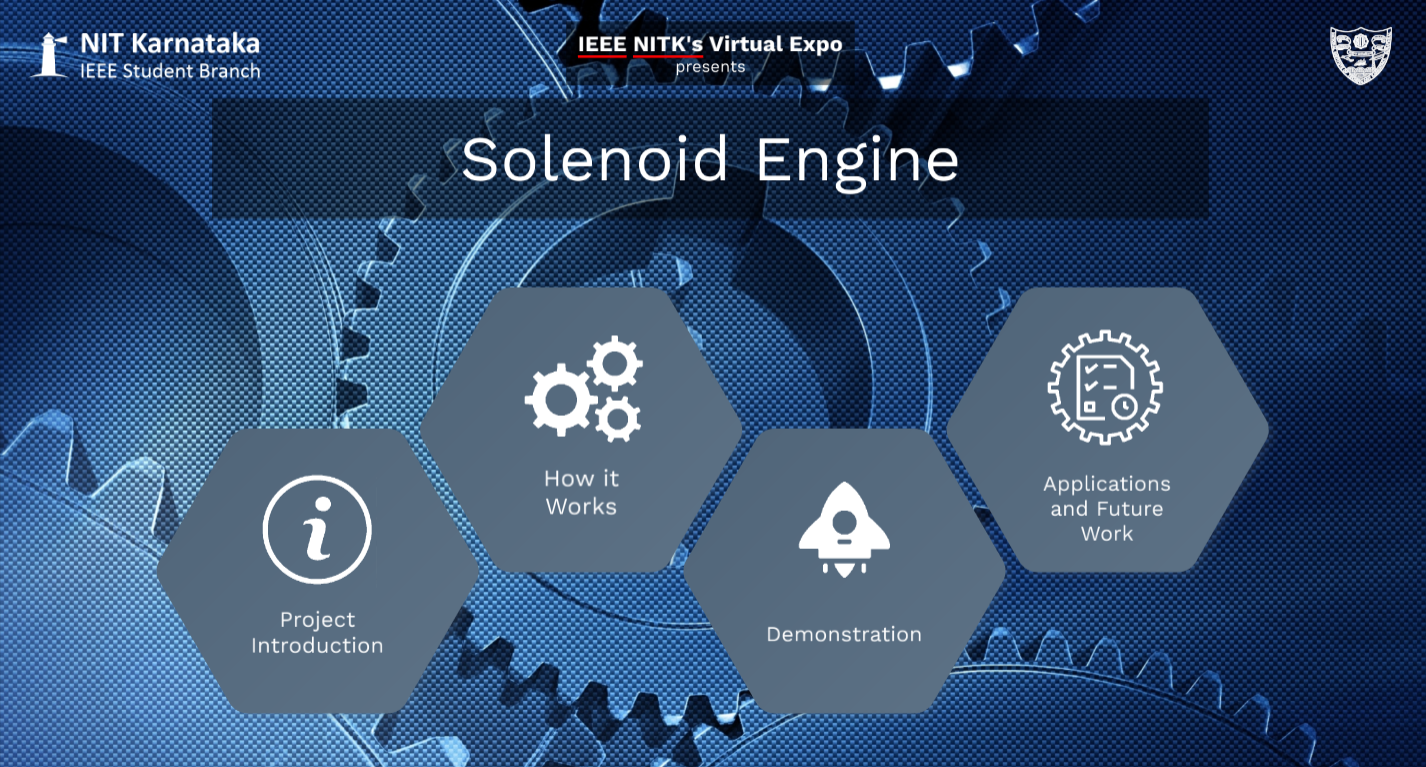 NIT Karnataka
IEEE Student Branch
IEEE NITK's Virtual Expo
presents
Solenoid Engine
How it
Works
Applications
and Future
Work
Project
Introduction
Demonstration